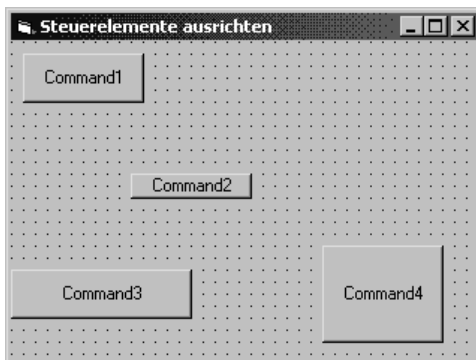 Steuerelemente ausrichten
Command1
Command2
Command3
Command4